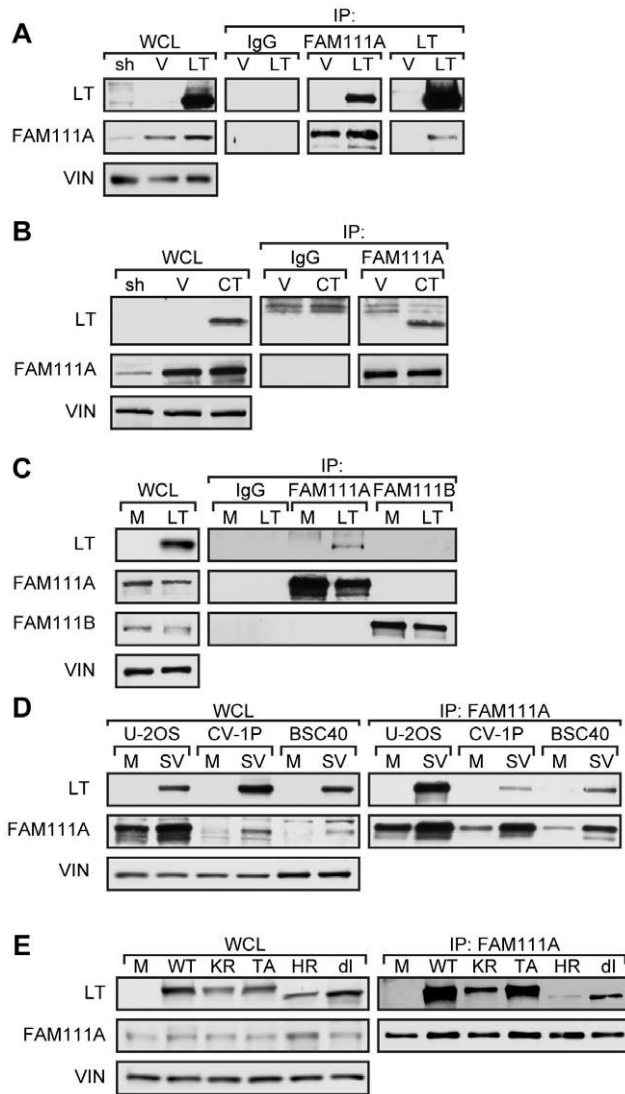 A
IP:
WCL IgG FAM111A LT
sh V LT V LT V LT V LT
LT
FAM111A
VIN
B
IP:
WCL IgG FAM111A
sh V CT V CT V CT
LT
FAM111A
VIN
C
IP:
WCL IgG FAM111A FAM111B
M LT M LT M LT M LT
LT
FAM111A
FAM111B
VIN
D
WCL IP: FAM111A
U-2OS CV-1P BSC40 U-2OS CV-1P BSC40
M SV M SV M SV M SV M SV M SV
LT
FAM111A
VIN
E
WCL IP: FAM111A
M WT KR TA HR dl M WT KR TA HR dl
LT
FAM111A
VIN